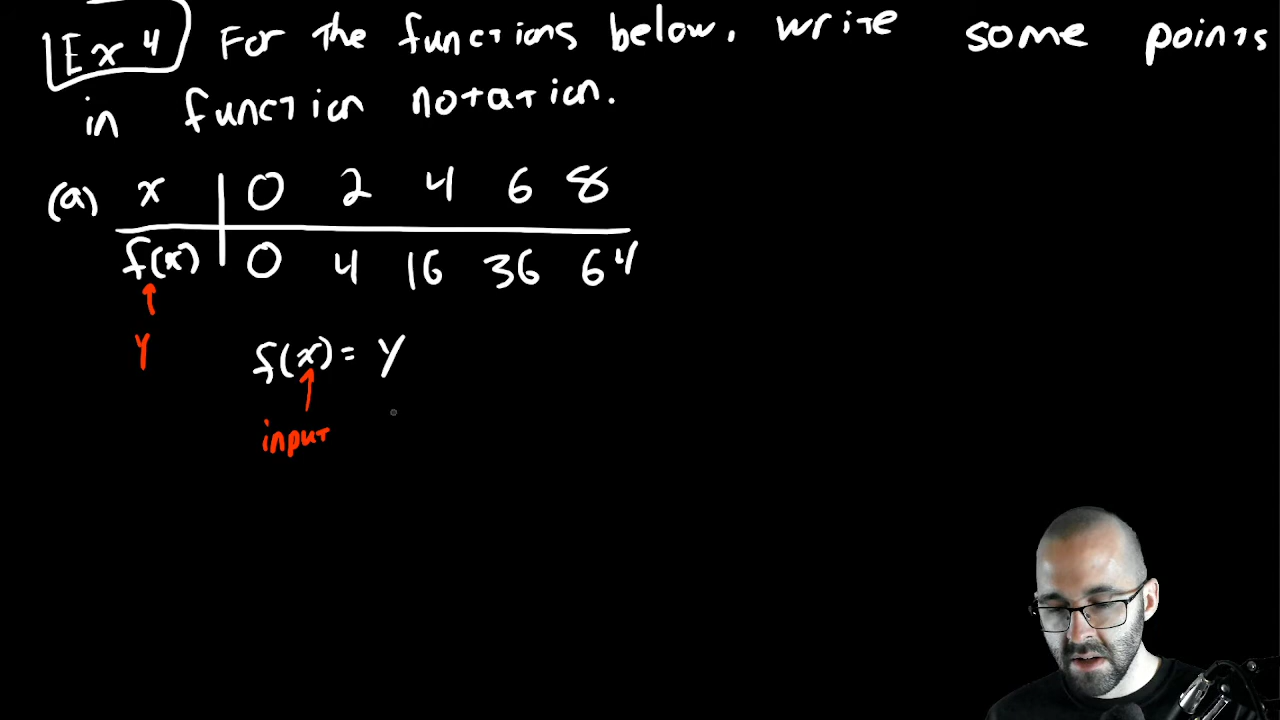 Ex 4 For the functions below, write some points
in function notation.
(a) x 0 2 4 6 8
f(x) 0 4 16 36 64
y
f(x) = y
input